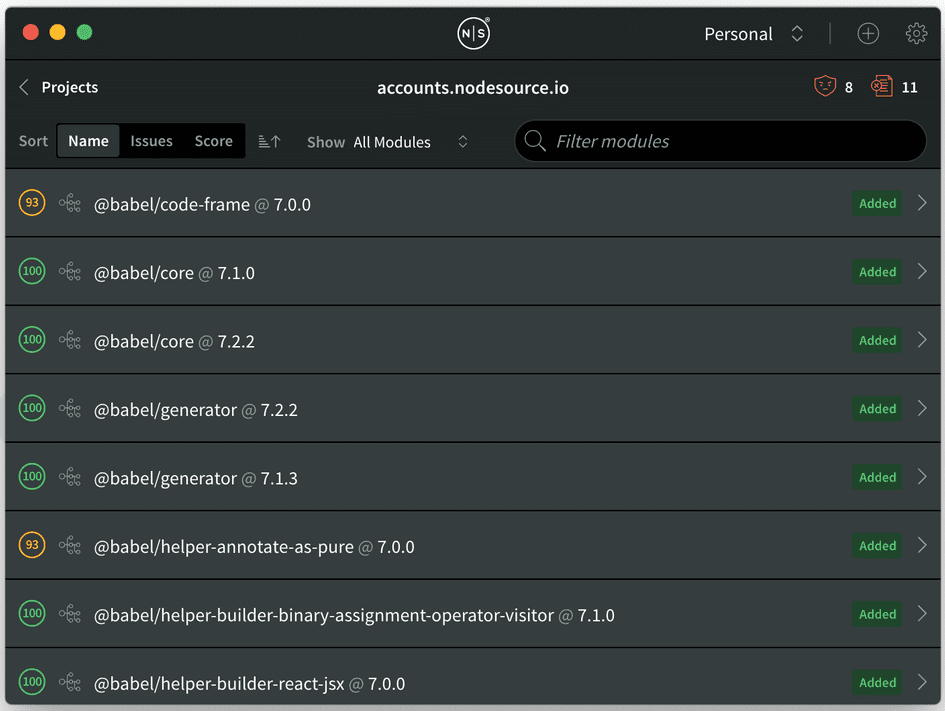 N|S
Personal
Projects
accounts.nodesource.io
8
11
Sort Name Issues Score
Show All Modules
Filter modules
93 @babel/code-frame @ 7.0.0 Added
100 @babel/core @ 7.1.0 Added
100 @babel/core @ 7.2.2 Added
100 @babel/generator @ 7.2.2 Added
100 @babel/generator @ 7.1.3 Added
93 @babel/helper-annotate-as-pure @ 7.0.0 Added
100 @babel/helper-builder-binary-assignment-operator-visitor @ 7.1.0 Added
100 @babel/helper-builder-react-jsx @ 7.0.0 Added